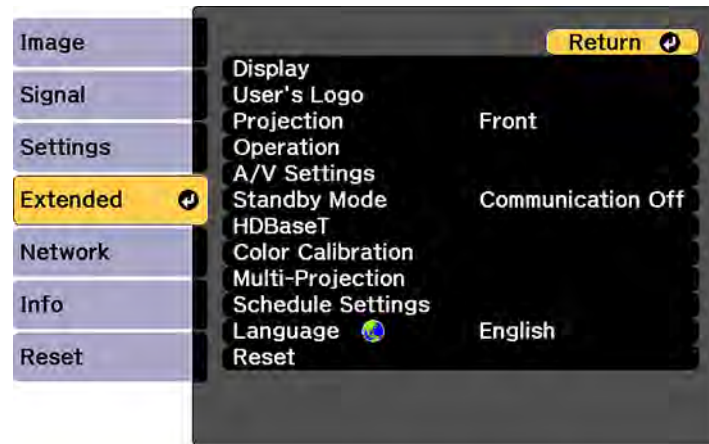 Image
Signal
Settings
Extended
Network
Info
Reset
Return
Display
User's Logo
Projection Front
Operation
A/V Settings
Standby Mode Communication Off
HDBaseT
Color Calibration
Multi-Projection
Schedule Settings
Language English
Reset